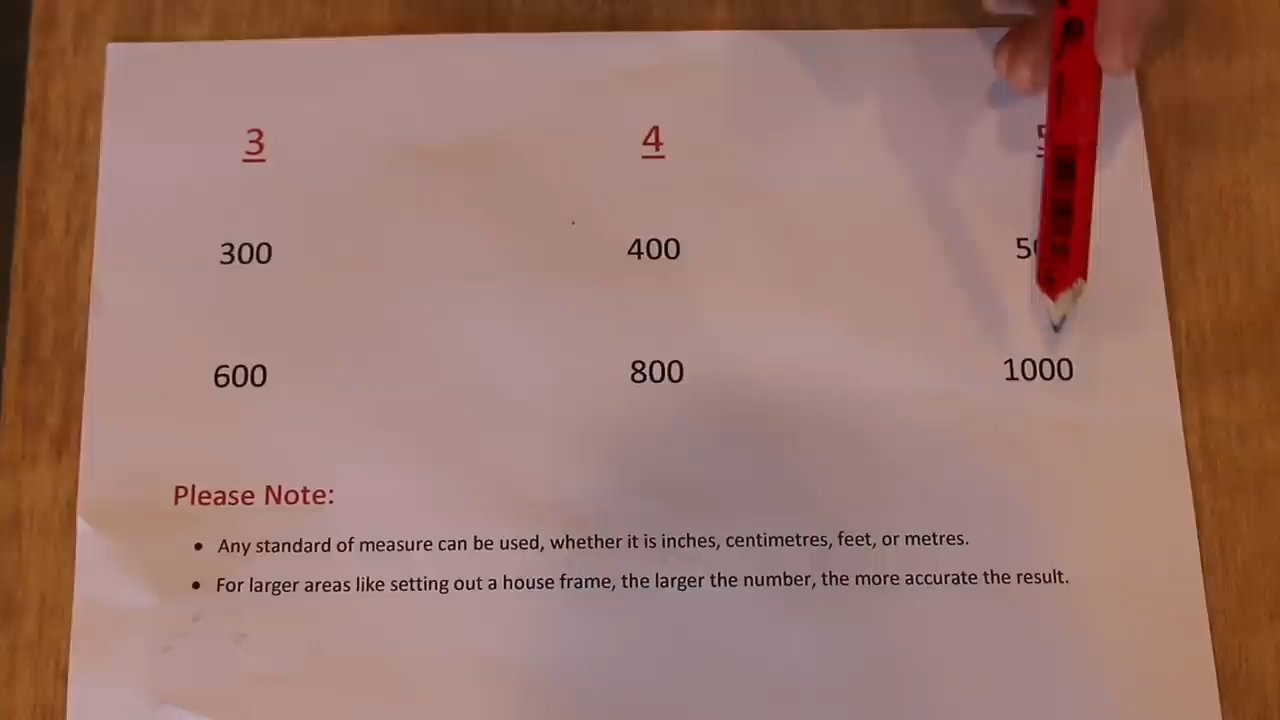 3 4 5
300 400
600 800 1000
Please Note:
• Any standard of measure can be used, whether it is inches, centimetres, feet, or metres.
• For larger areas like setting out a house frame, the larger the number, the more accurate the result.